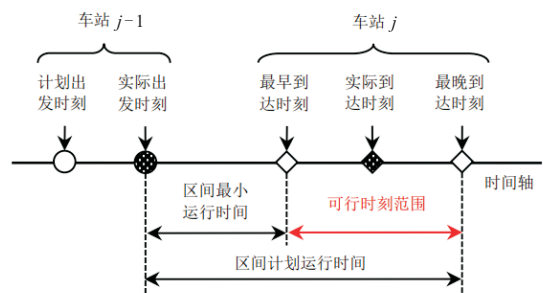 车站 j-1
车站 j
计划出
发时刻
实际出
发时刻
最早到
达时刻
实际到
达时刻
最晚到
达时刻
时间轴
区间最小
运行时间
可行时刻范围
区间计划运行时间